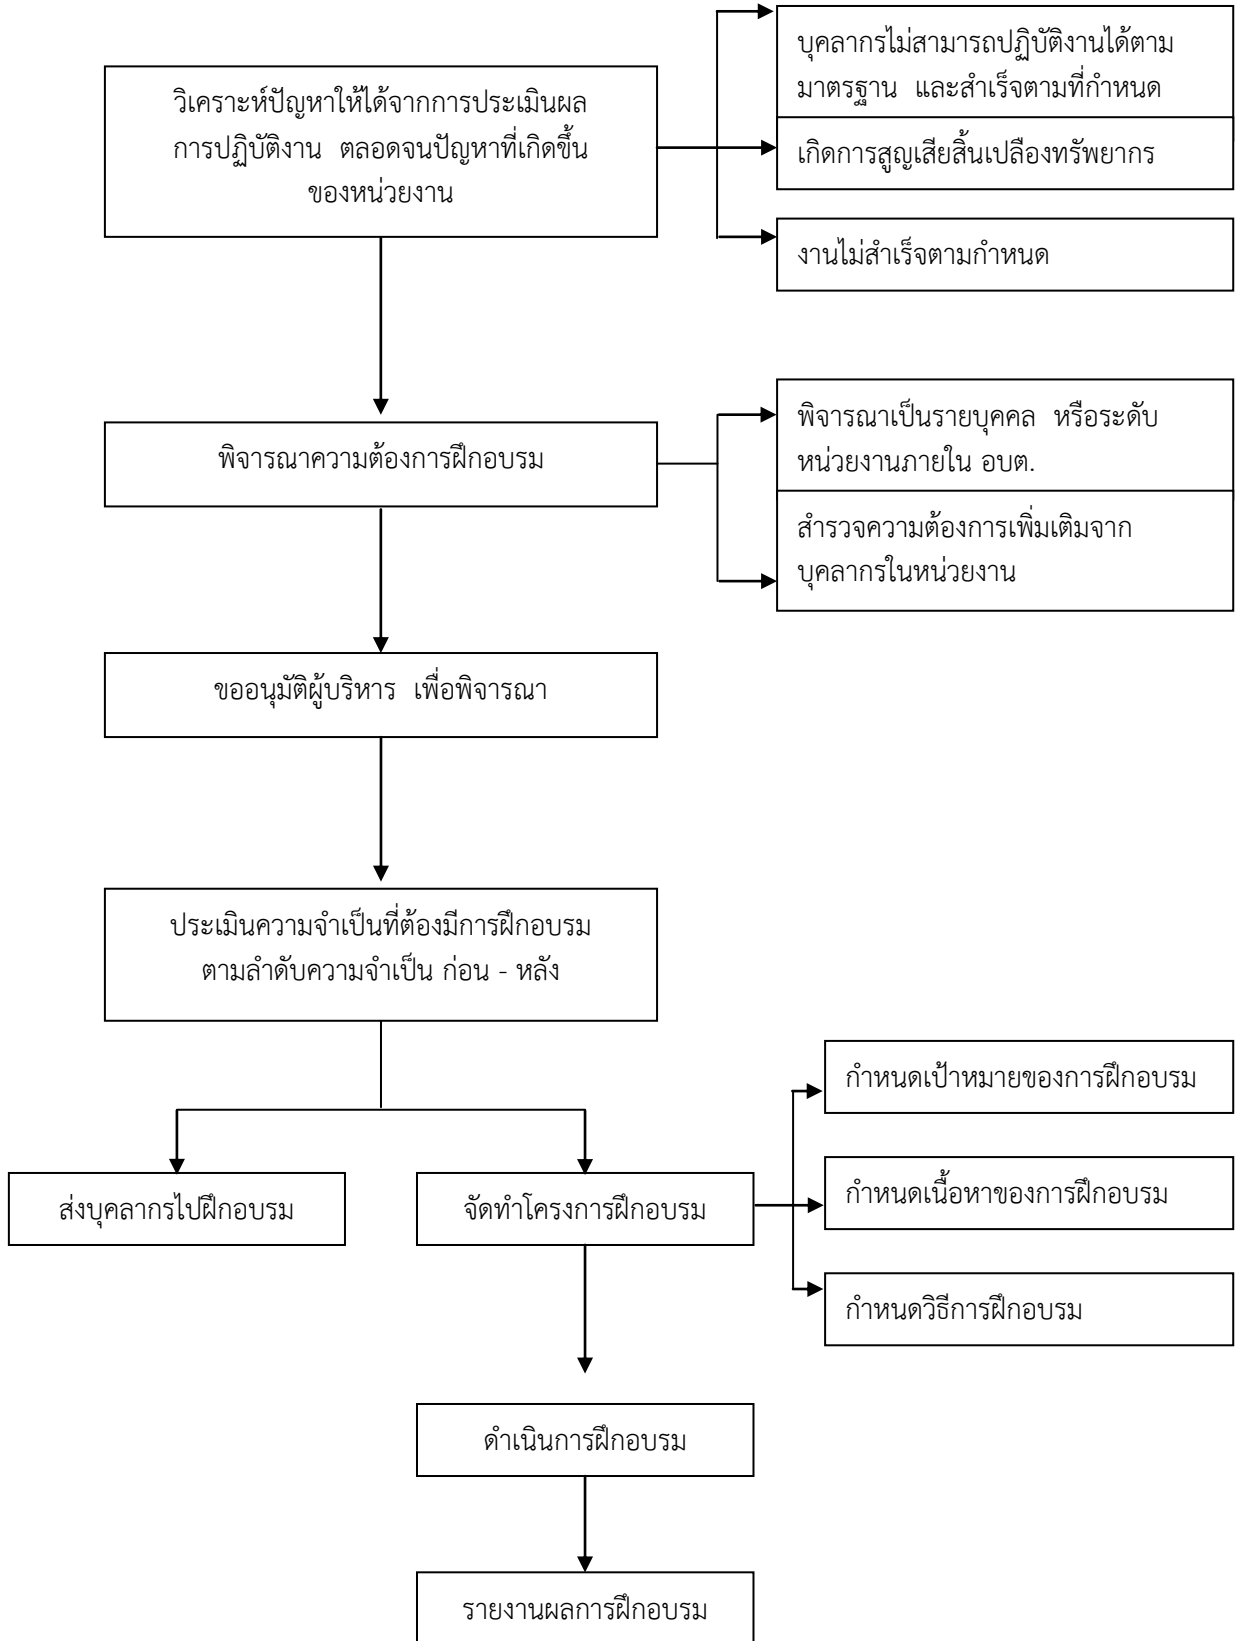 บุคลากรไม่สามารถปฏิบัติงานได้ตาม
มาตรฐาน และสำเร็จตามที่กำหนด
วิเคราะห์ปัญหาให้ได้จากการประเมินผล
การปฏิบัติงาน ตลอดจนปัญหาที่เกิดขึ้น
ของหน่วยงาน
เกิดการสูญเสียสิ้นเปลืองทรัพยากร
งานไม่สำเร็จตามกำหนด
พิจารณาความต้องการฝึกอบรม
พิจารณาเป็นรายบุคคล หรือระดับ
หน่วยงานภายใน อบต.
สำรวจความต้องการเพิ่มเติมจาก
บุคลากรในหน่วยงาน
ขออนุมัติผู้บริหาร เพื่อพิจารณา
ประเมินความจำเป็นที่ต้องมีการฝึกอบรม
ตามลำดับความจำเป็น ก่อน - หลัง
ส่งบุคลากรไปฝึกอบรม
จัดทำโครงการฝึกอบรม
กำหนดเป้าหมายของการฝึกอบรม
กำหนดเนื้อหาของการฝึกอบรม
กำหนดวิธีการฝึกอบรม
ดำเนินการฝึกอบรม
รายงานผลการฝึกอบรม